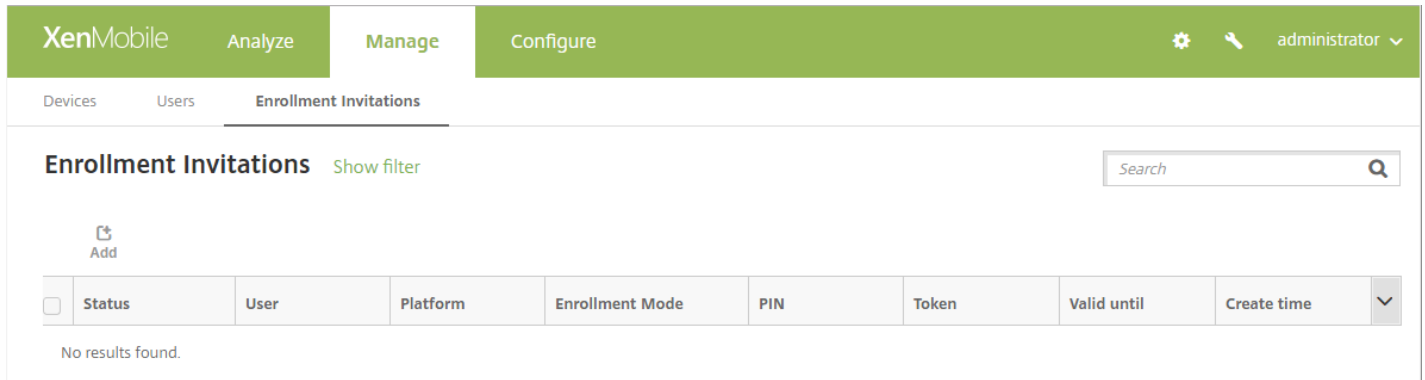 XenMobile Analyze Manage Configure administrator
Devices Users Enrollment Invitations
Enrollment Invitations Show filter Search
Add
Status User Platform Enrollment Mode PIN Token Valid until Create time
No results found.